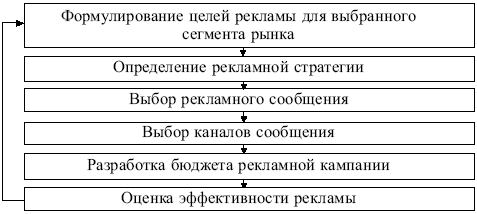 Формулирование целей рекламы для выбранного
сегмента рынка
Определение рекламной стратегии
Выбор рекламного сообщения
Выбор каналов сообщения
Разработка бюджета рекламной кампании
Оценка эффективности рекламы